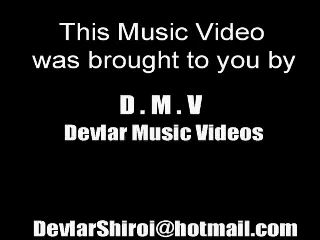 This Music Video
was brought to you by
D.M.V
Devlar Music Videos
DevlarShiroi@hotmail.com